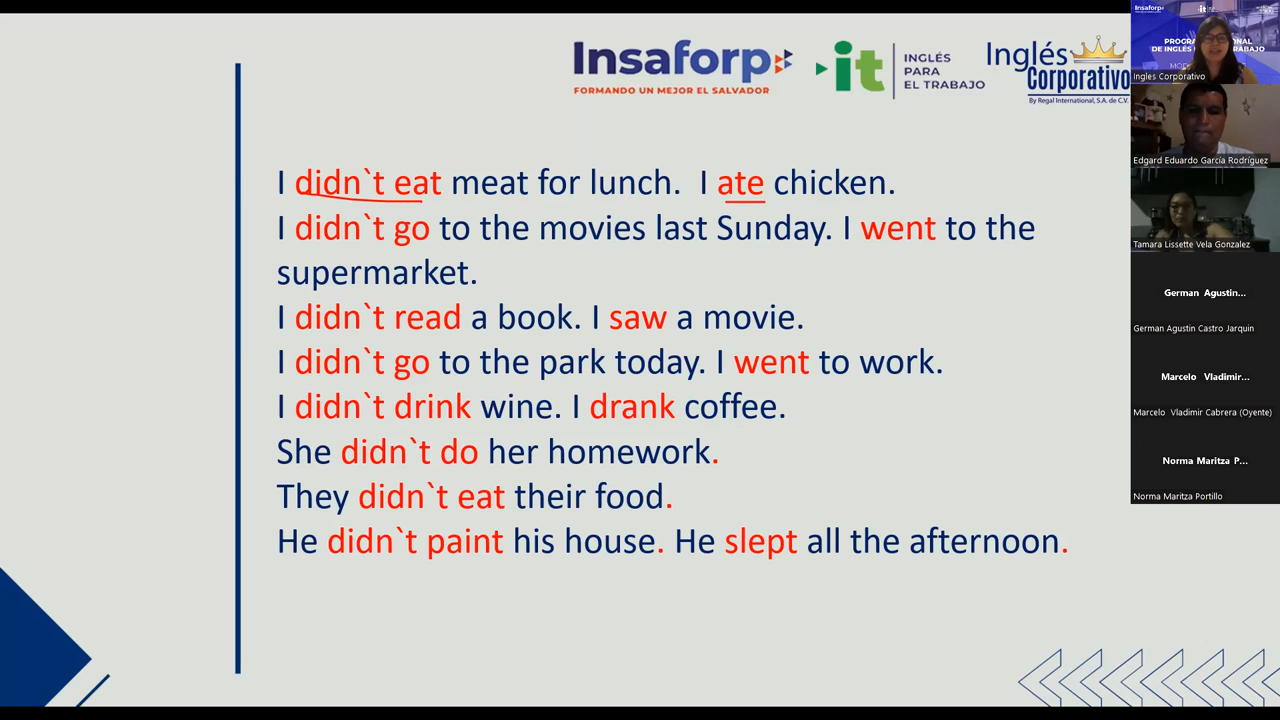 Insaforp
FORMANDO UN MEJOR EL SALVADOR
it
INGLÉS
PARA
EL TRABAJO
Inglés
Corporativo
By Regal International, S.A. de C.V.
I didn`t eat meat for lunch.  I ate chicken.
I didn`t go to the movies last Sunday. I went to the
supermarket.
I didn`t read a book. I saw a movie.
I didn`t go to the park today. I went to work.
I didn`t drink wine. I drank coffee.
She didn`t do her homework.
They didn`t eat their food.
He didn`t paint his house. He slept all the afternoon.
Insaforp
it
Ingles Corporativo
Edgard Eduardo García Rodríguez
Tamara Lissette Vela Gonzalez
German Agustin...
German Agustin Castro Jarquin
Marcelo Vladimir...
Marcelo Vladimir Cabrera (Oyente)
Norma Maritza P...
Norma Maritza Portillo